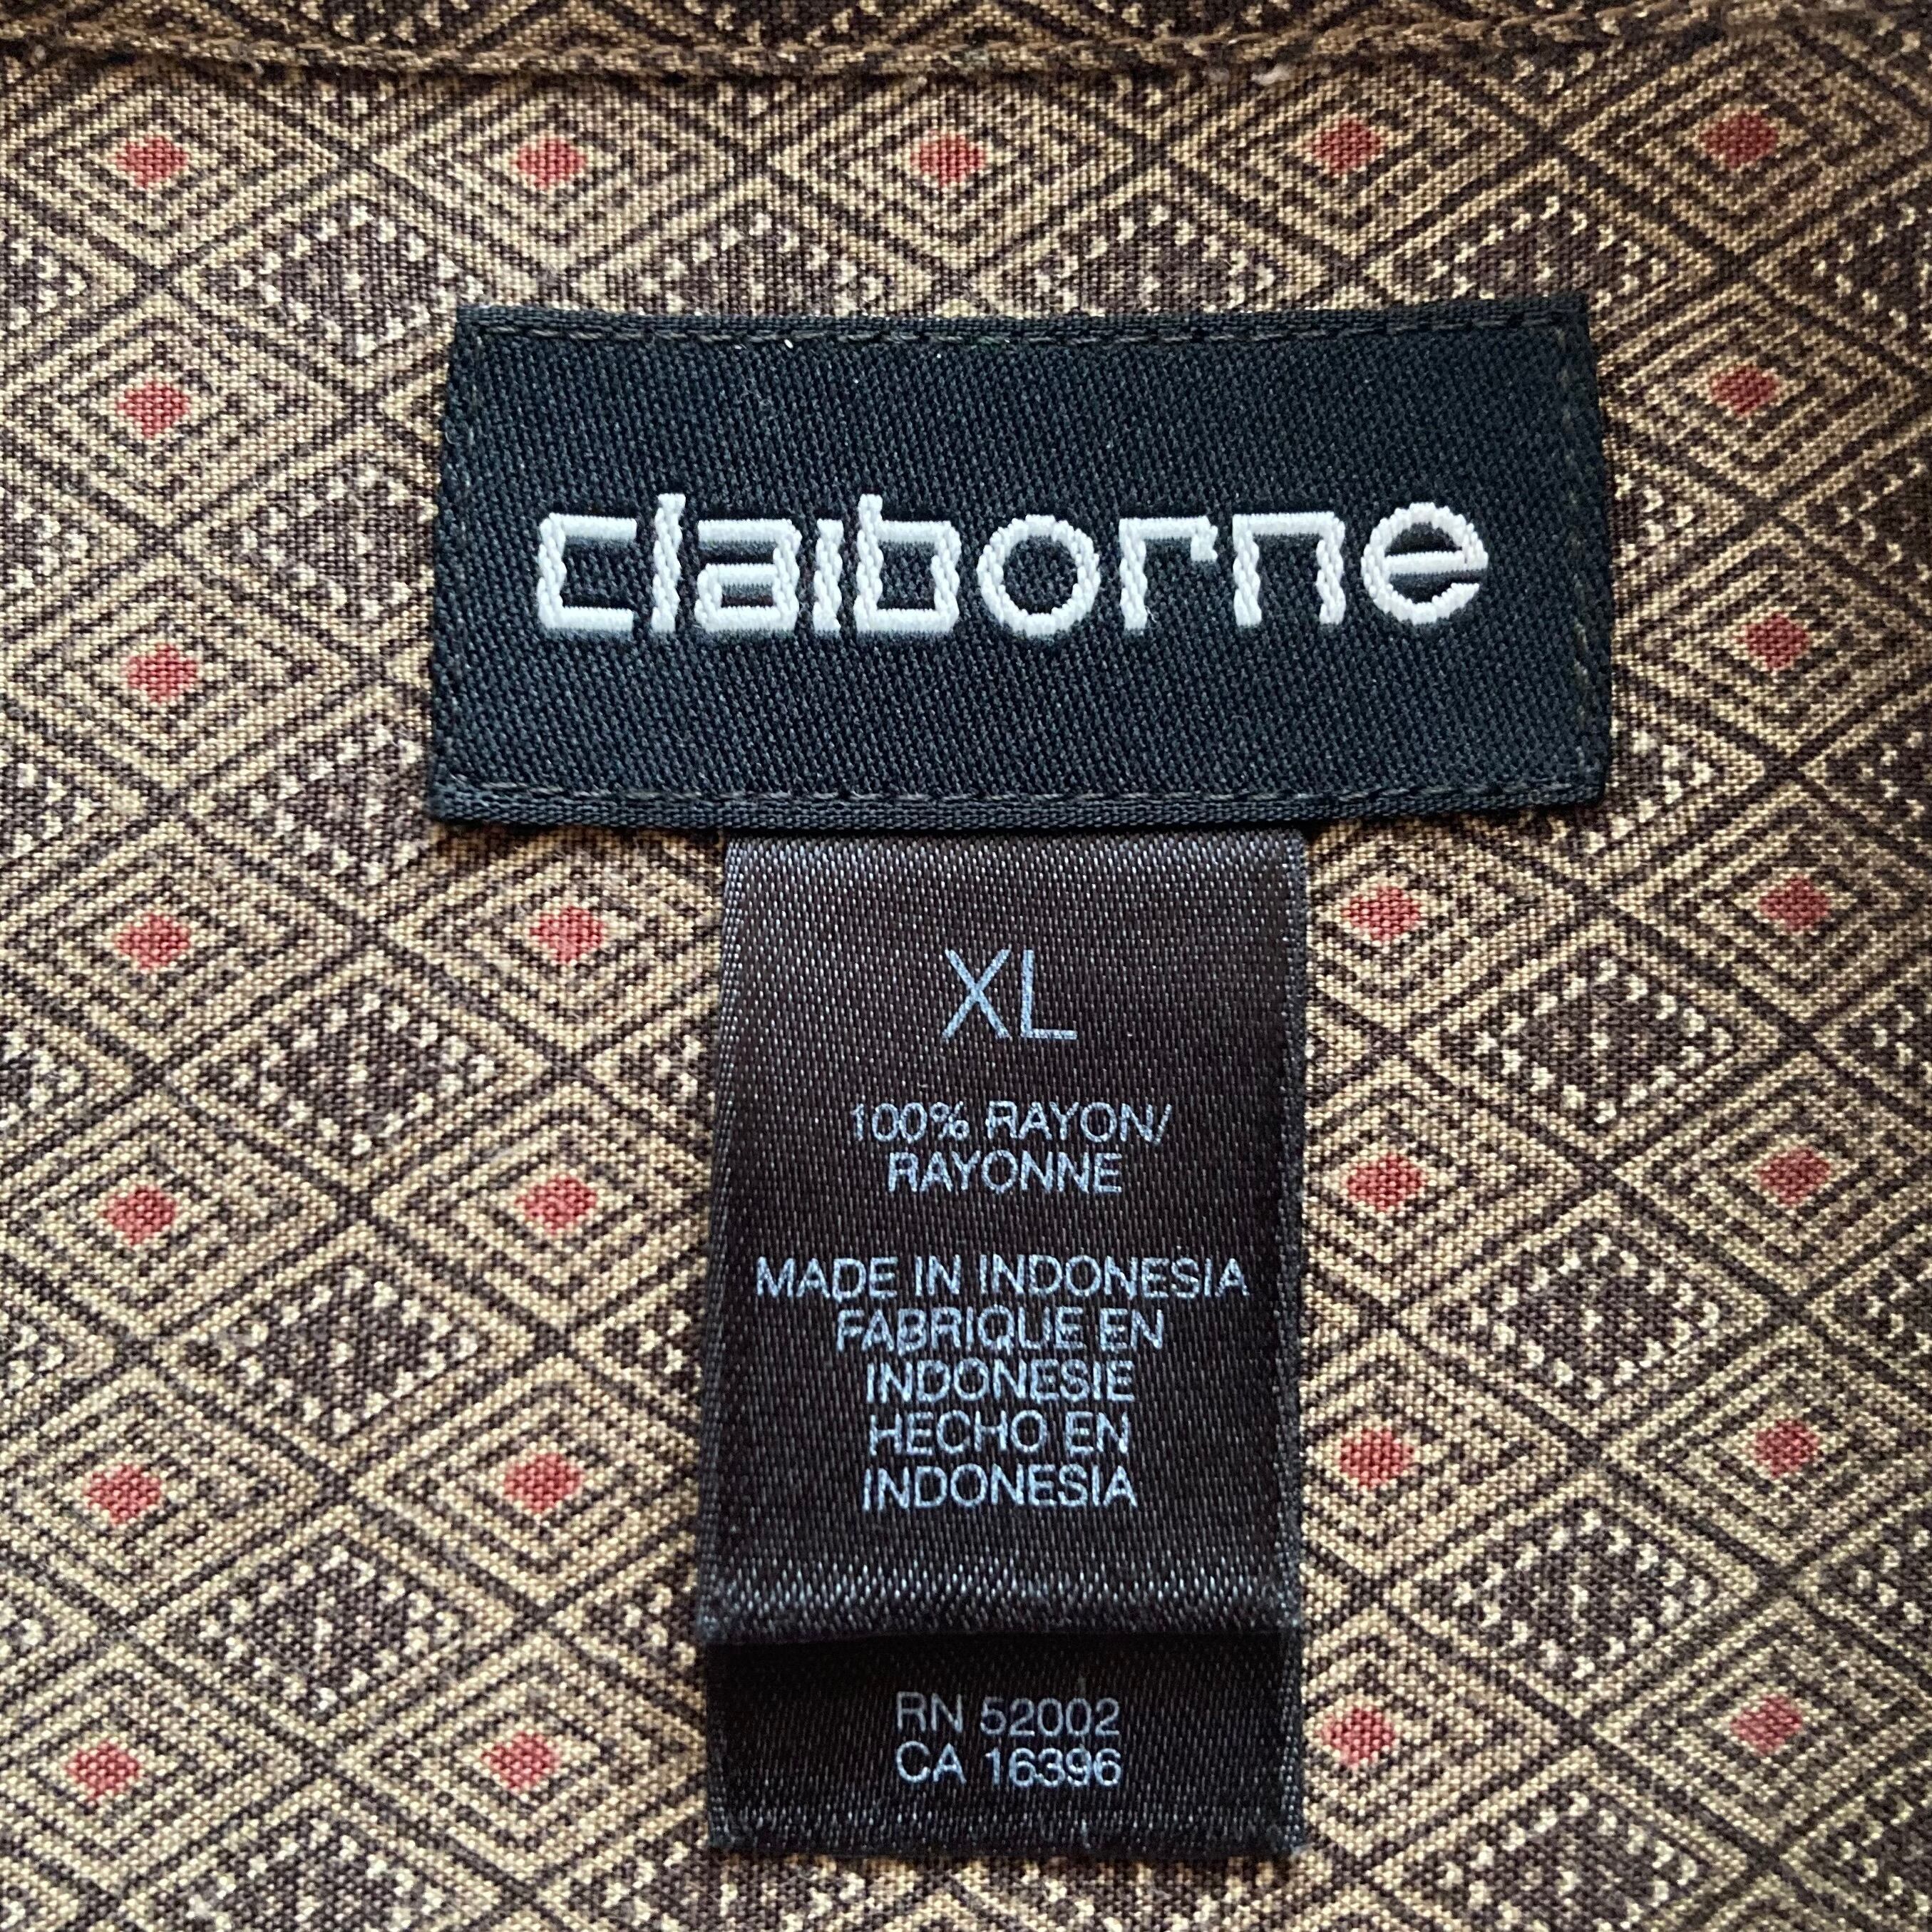 claiborne
XL
100% RAYON/
RAYONNE
MADE IN INDONESIA
FABRIQUE EN
INDONESIE
HECHO EN
INDONESIA
RN 52002
CA 16396